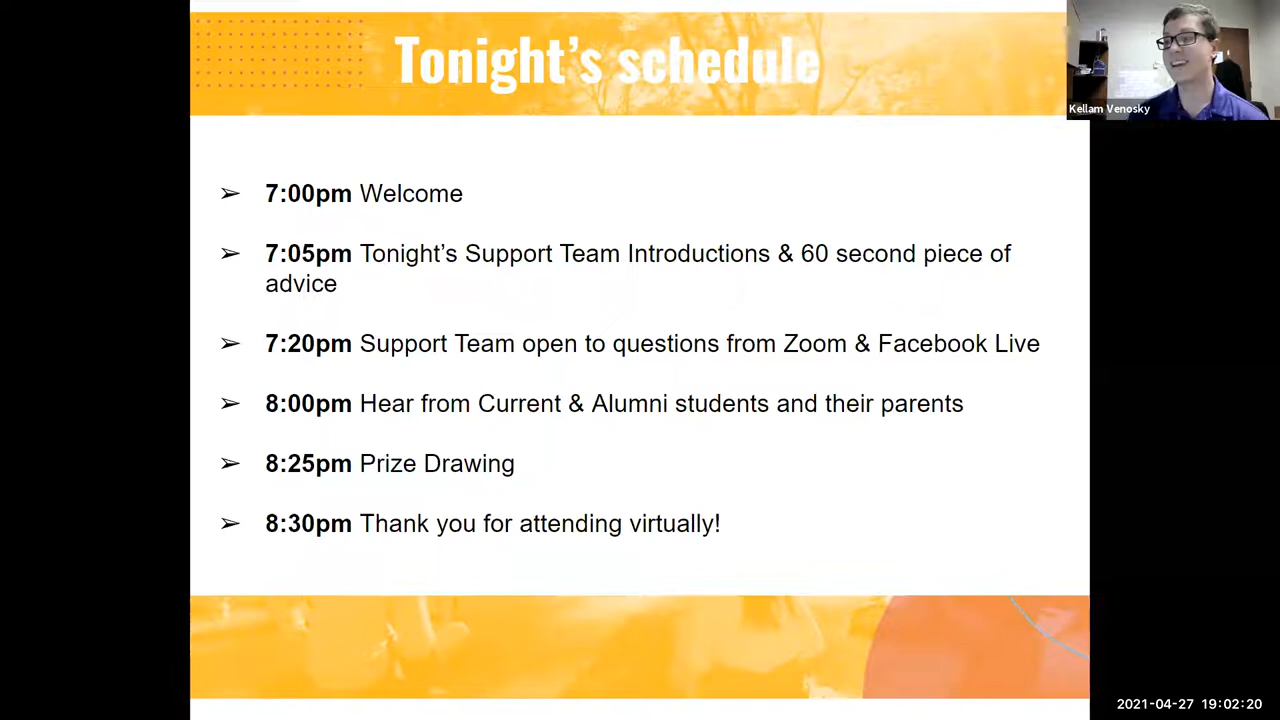 Tonight’s schedule
Kellam Venosky
➢ 7:00pm Welcome
➢ 7:05pm Tonight’s Support Team Introductions & 60 second piece of
advice
➢ 7:20pm Support Team open to questions from Zoom & Facebook Live
➢ 8:00pm Hear from Current & Alumni students and their parents
➢ 8:25pm Prize Drawing
➢ 8:30pm Thank you for attending virtually!
2021-04-27 19:02:20